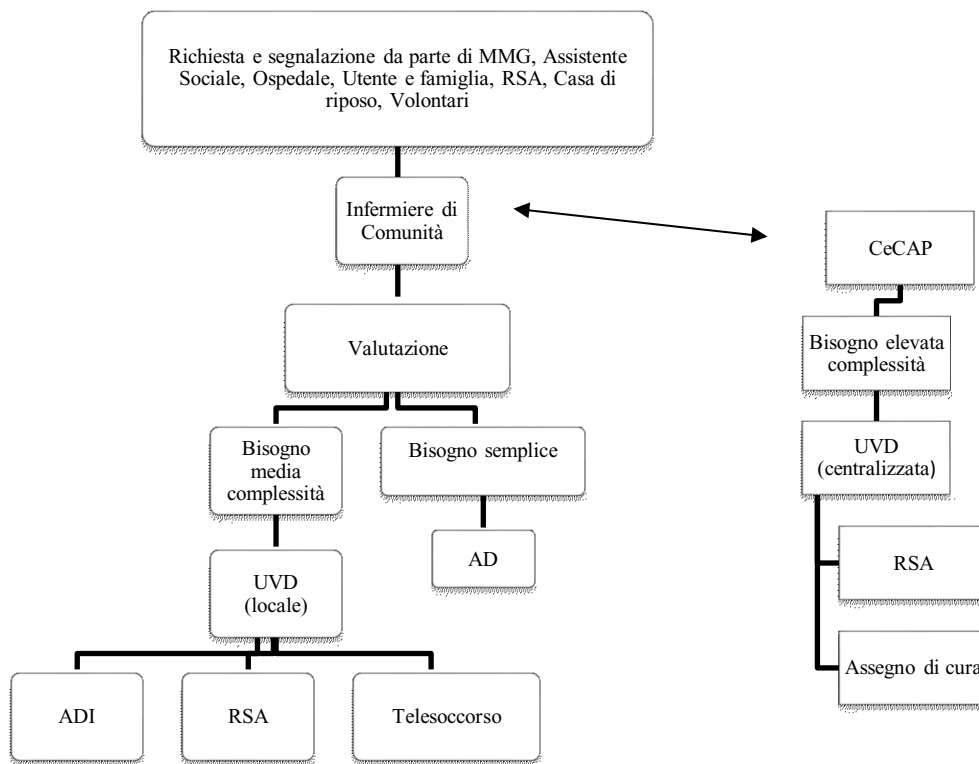 Richiesta e segnalazione da parte di MMG, Assistente
Sociale, Ospedale, Utente e famiglia, RSA, Casa di
riposo, Volontari
Infermiere di
Comunità
CeCAP
Valutazione
Bisogno elevata
complessità
Bisogno
media
complessità
Bisogno semplice
UVD
(centralizzata)
UVD
(locale)
AD
RSA
Assegno di cura
ADI
RSA
Telesoccorso